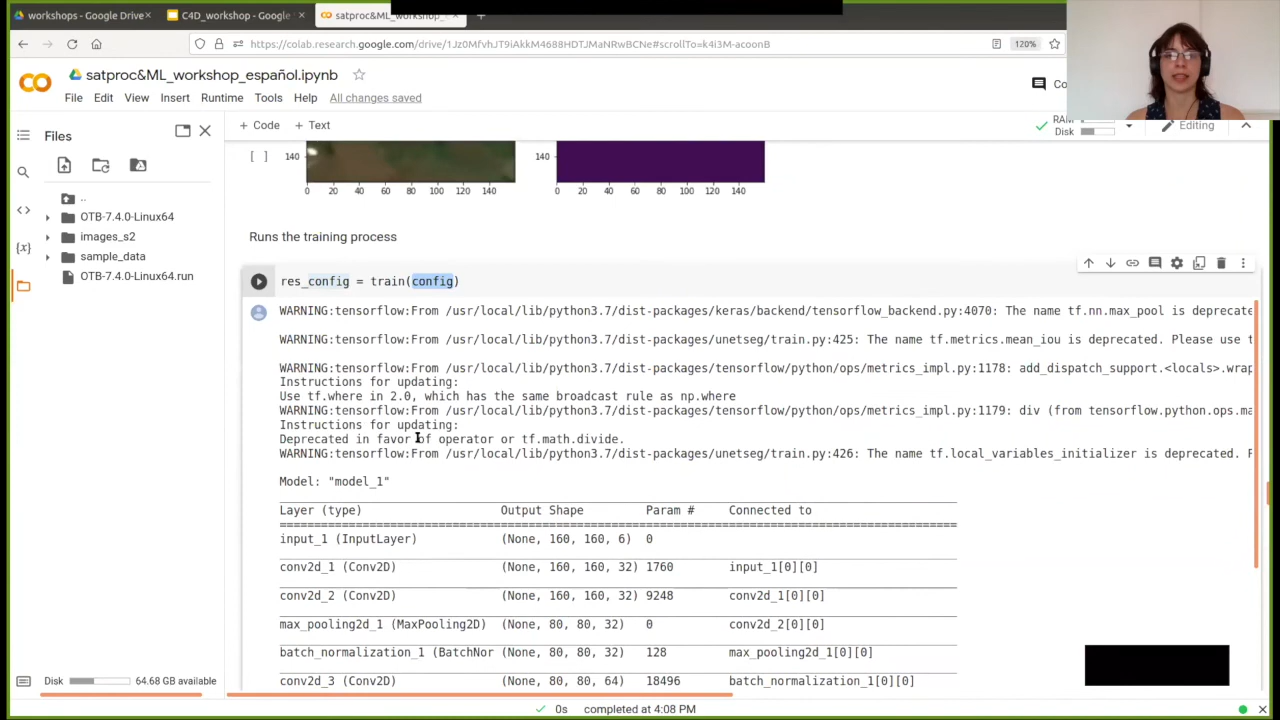 workshops - Google Drive
C4D_workshop - Google
satproc&ML_workshop_es
https://colab.research.google.com/drive/1Jz0MfvhJT9iAkkM4688HDTJMaNRwBCNe#scrollTo=k4i3M-acoonB
120%
satproc&ML_workshop_español.ipynb
File Edit View Insert Runtime Tools Help All changes saved
Co
Files
+ Code + Text
RAM
Disk
Editing
..
OTB-7.4.0-Linux64
images_s2
sample_data
OTB-7.4.0-Linux64.run
{x}
[ ]
140 140
0 20 40 60 80 100 120 140 0 20 40 60 80 100 120 140
Runs the training process
res_config = train(config)
WARNING:tensorflow:From /usr/local/lib/python3.7/dist-packages/keras/backend/tensorflow_backend.py:4070: The name tf.nn.max_pool is deprecate
WARNING:tensorflow:From /usr/local/lib/python3.7/dist-packages/unetseg/train.py:425: The name tf.metrics.mean_iou is deprecated. Please use t
WARNING:tensorflow:From /usr/local/lib/python3.7/dist-packages/tensorflow/python/ops/metrics_impl.py:1178: add_dispatch_support.<locals>.wrap
Instructions for updating:
Use tf.where in 2.0, which has the same broadcast rule as np.where
WARNING:tensorflow:From /usr/local/lib/python3.7/dist-packages/tensorflow/python/ops/metrics_impl.py:1179: div (from tensorflow.python.ops.ma
Instructions for updating:
Deprecated in favor of operator or tf.math.divide.
WARNING:tensorflow:From /usr/local/lib/python3.7/dist-packages/unetseg/train.py:426: The name tf.local_variables_initializer is deprecated. P
Model: "model_1"
Layer (type) Output Shape Param # Connected to
input_1 (InputLayer) (None, 160, 160, 6) 0
conv2d_1 (Conv2D) (None, 160, 160, 32) 1760 input_1[0][0]
conv2d_2 (Conv2D) (None, 160, 160, 32) 9248 conv2d_1[0][0]
max_pooling2d_1 (MaxPooling2D) (None, 80, 80, 32) 0 conv2d_2[0][0]
batch_normalization_1 (BatchNor (None, 80, 80, 32) 128 max_pooling2d_1[0][0]
conv2d_3 (Conv2D) (None, 80, 80, 64) 18496 batch_normalization_1[0][0]
Disk 64.68 GB available
0s completed at 4:08 PM